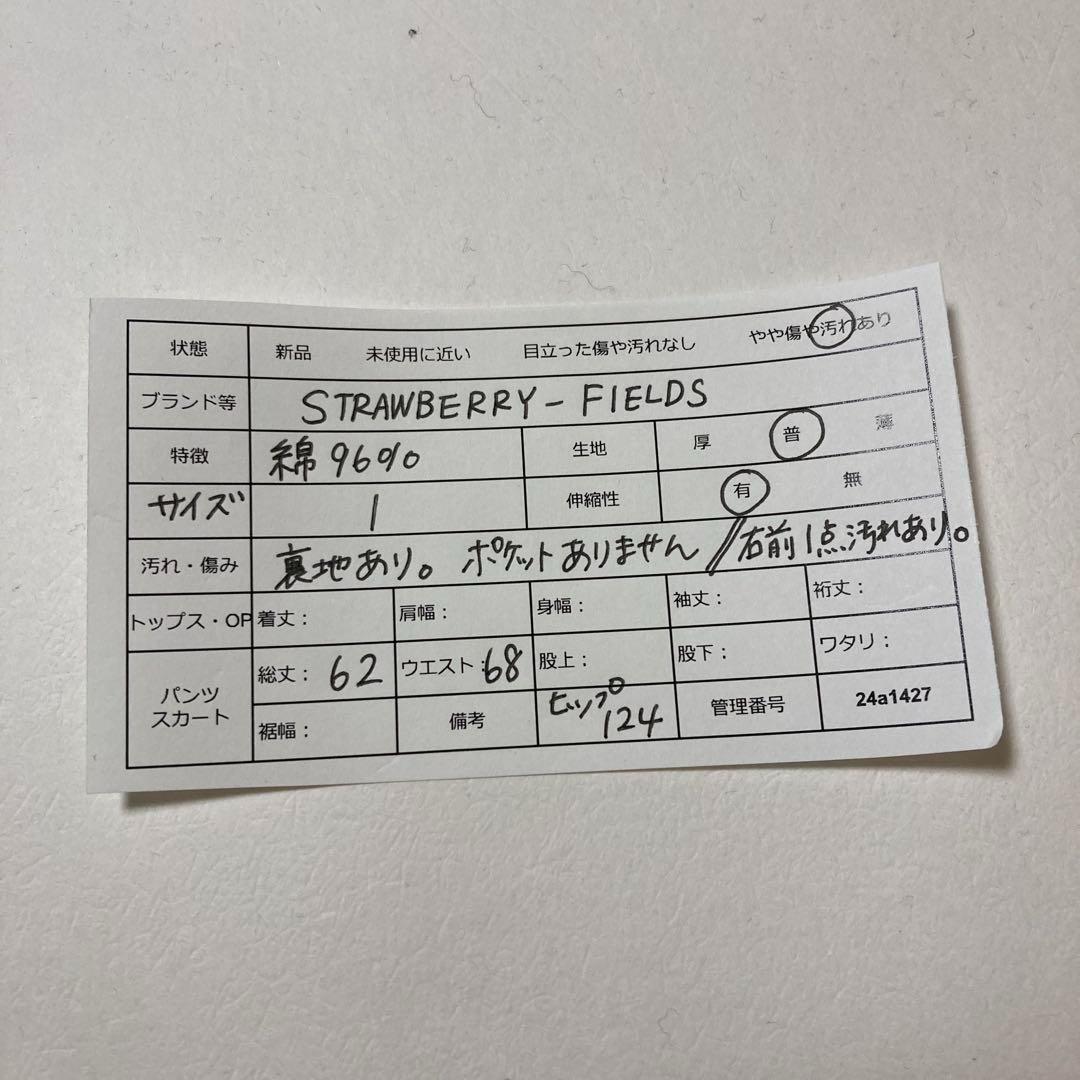 状態 新品 未使用に近い 目立った傷や汚れなし やや傷や汚れあり
ブランド等 STRAWBERRY-FIELDS
特徴 綿96% 生地 厚 普 薄
サイズ 1 伸縮性 有 無
汚れ・傷み 裏地あり。ポケットありません//右前1点汚れあり。
トップス・OP 着丈: 肩幅: 身幅: 袖丈: 裄丈:
パンツ スカート 総丈: 62 ウエスト:68 股上: 股下: ワタリ:
裾幅: 備考 ヒップ 124 管理番号 24a1427